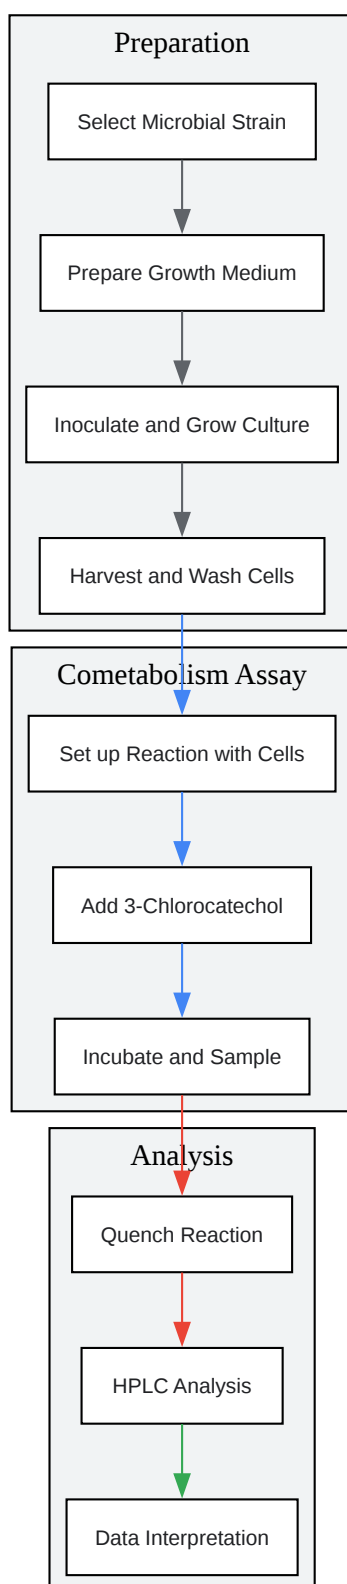 Preparation
Select Microbial Strain
Prepare Growth Medium
Inoculate and Grow Culture
Harvest and Wash Cells
Cometabolism Assay
Set up Reaction with Cells
Add 3-Chlorocatechol
Incubate and Sample
Analysis
Quench Reaction
HPLC Analysis
Data Interpretation